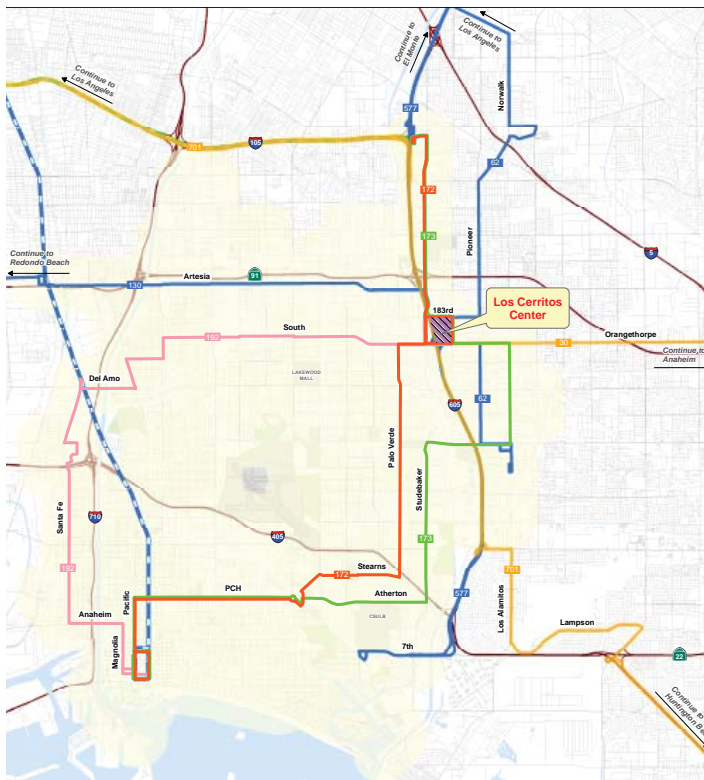 Continue to
Los Angeles
Continue to
El Monte
Continue to
Los Angeles
Norwalk
577
701
105
62
172
173
Pioneer
5
Continue to
Redondo Beach
Artesia
91
130
183rd
Los Cerritos
Center
South
192
Orangethorpe
30
Continue to
Anaheim
Del Amo
LAKEWOOD
MALL
605
62
Palo Verde
Studebaker
Santa Fe
710
405
173
192
Pacific
PCH
Stearns
172
Atherton
577
701
Los Alamitos
Lampson
Anaheim
Magnolia
CSULB
7th
22
Continue to
Huntington Be